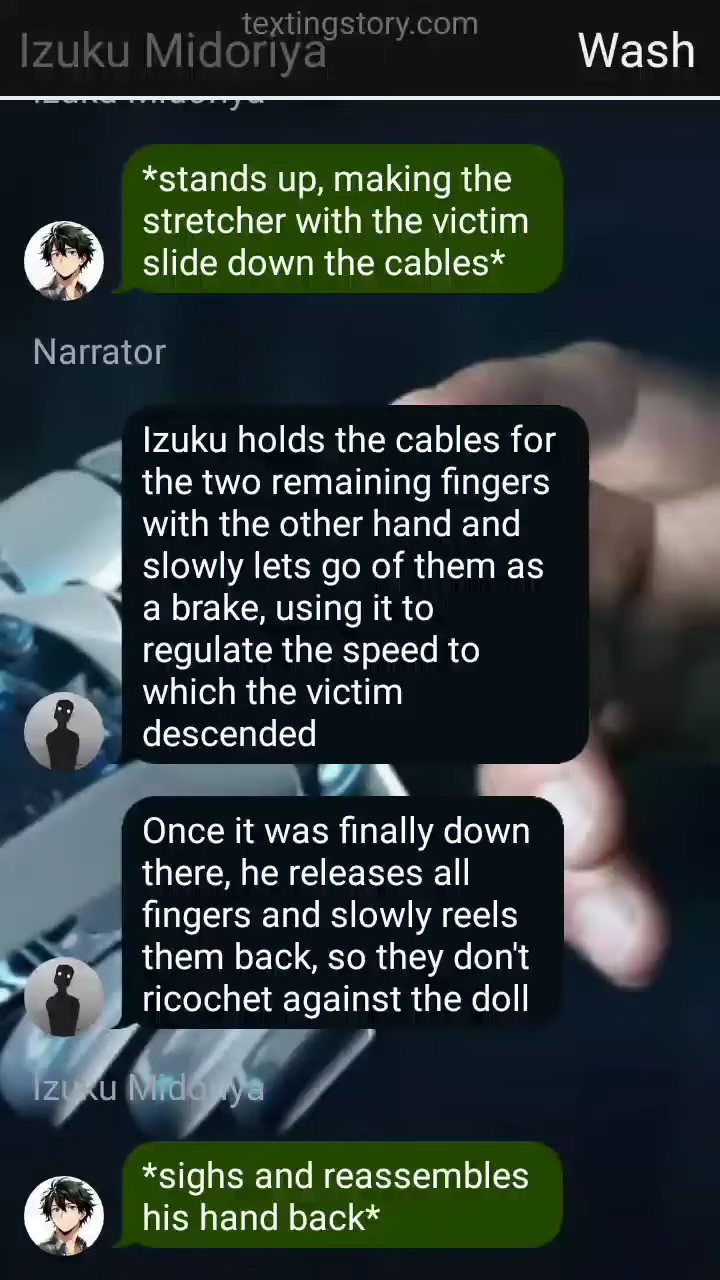 textingstory.com
Izuku Midoriya
Wash
Izuku Midoriya
*stands up, making the
stretcher with the victim
slide down the cables*
Narrator
Izuku holds the cables for
the two remaining fingers
with the other hand and
slowly lets go of them as
a brake, using it to
regulate the speed to
which the victim
descended
Once it was finally down
there, he releases all
fingers and slowly reels
them back, so they don't
ricochet against the doll
Izuku Midoriya
*sighs and reassembles
his hand back*